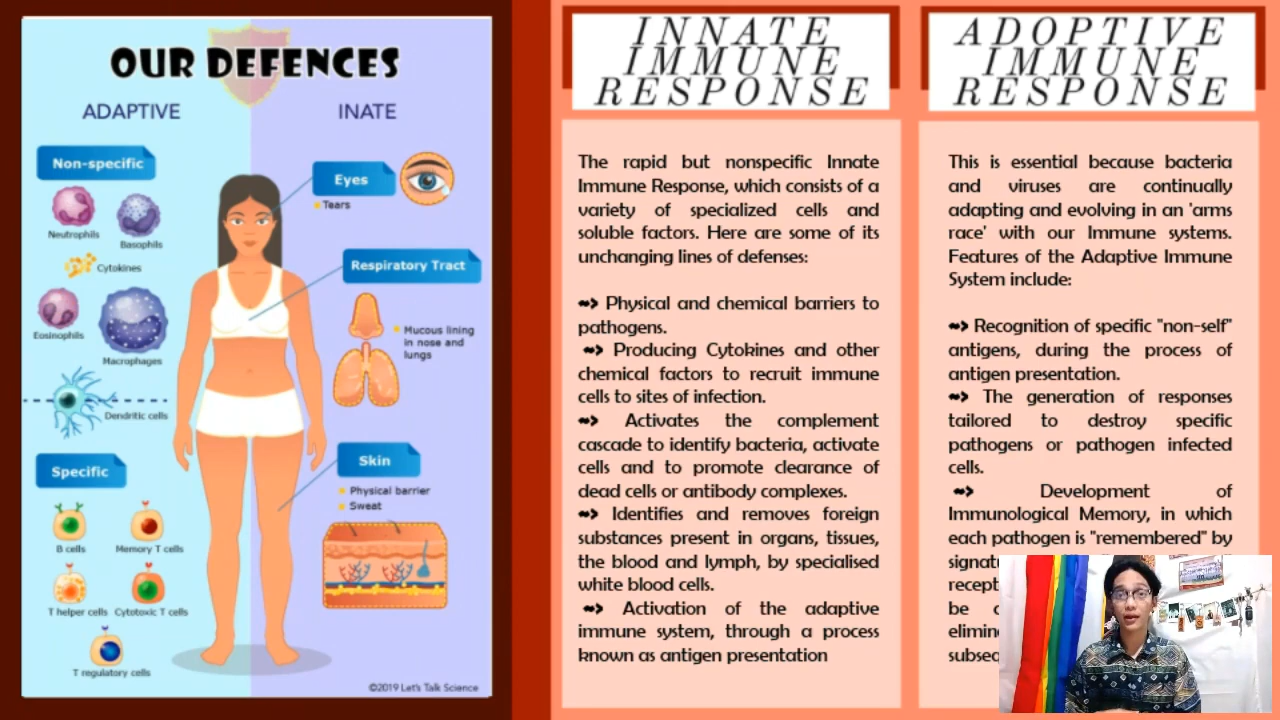 OUR DEFENCES
ADAPTIVE
INATE
Non-specific
Neutrophils
Basophils
Cytokines
Eosinophils
Macrophages
Dendritic cells
Specific
B cells
Memory T cells
T helper cells
Cytotoxic T cells
T regulatory cells
Eyes
Tears
Respiratory Tract
Mucous lining
in nose and
lungs
Skin
Physical barrier
Sweat
©2019 Let's Talk Science
INNATE
IMMUNE
RESPONSE
The rapid but nonspecific Innate
Immune Response, which consists of a
variety of specialized cells and
soluble factors. Here are some of its
unchanging lines of defenses:
Physical and chemical barriers to
pathogens.
Producing Cytokines and other
chemical factors to recruit immune
cells to sites of infection.
Activates the complement
cascade to identify bacteria, activate
cells and to promote clearance of
dead cells or antibody complexes.
Identifies and removes foreign
substances present in organs, tissues,
the blood and lymph, by specialised
white blood cells.
Activation of the adaptive
immune system, through a process
known as antigen presentation
ADOPTIVE
IMMUNE
RESPONSE
This is essential because bacteria
and viruses are continually
adapting and evolving in an 'arms
race' with our Immune systems.
Features of the Adaptive Immune
System include:
Recognition of specific "non-self"
antigens, during the process of
antigen presentation.
The generation of responses
tailored to destroy specific
pathogens or pathogen infected
cells.
Development of
Immunological Memory, in which
each pathogen is "remembered" by
be